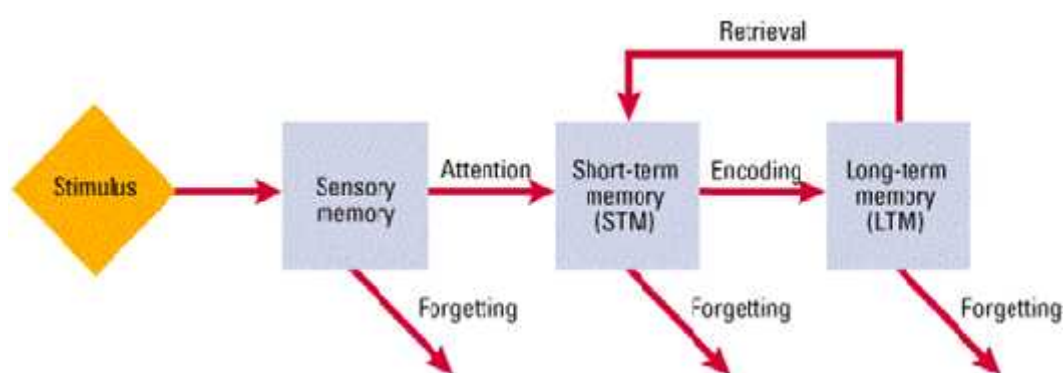 Retrieval
Stimulus
Sensory
memory
Attention
Short-term
memory
(STM)
Encoding
Long-term
memory
(LTM)
Forgetting
Forgetting
Forgetting